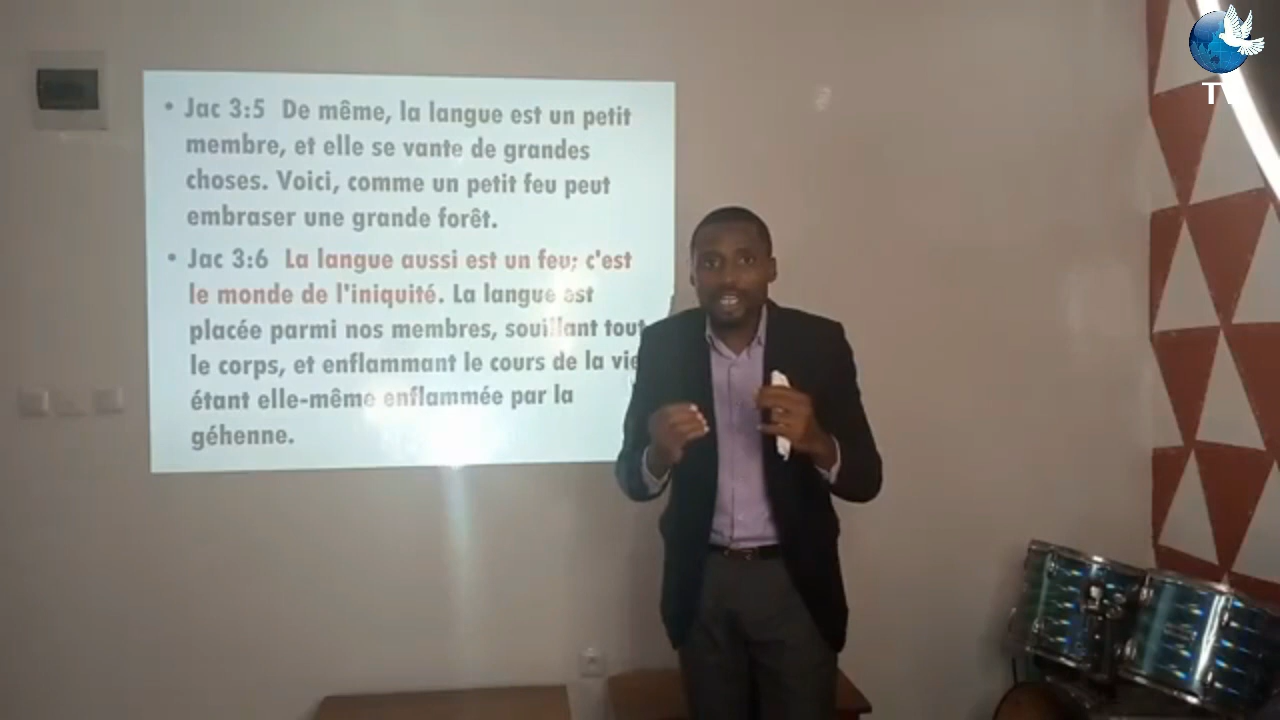 • Jac 3:5 De même, la langue est un petit
membre, et elle se vante de grandes
choses. Voici, comme un petit feu peut
embraser une grande forêt.
• Jac 3:6 La langue aussi est un feu; c'est
le monde de l'iniquité. La langue est
placée parmi nos membres, souillant tout
le corps, et enflammant le cours de la vie
étant elle-même enflammée par la
géhenne.